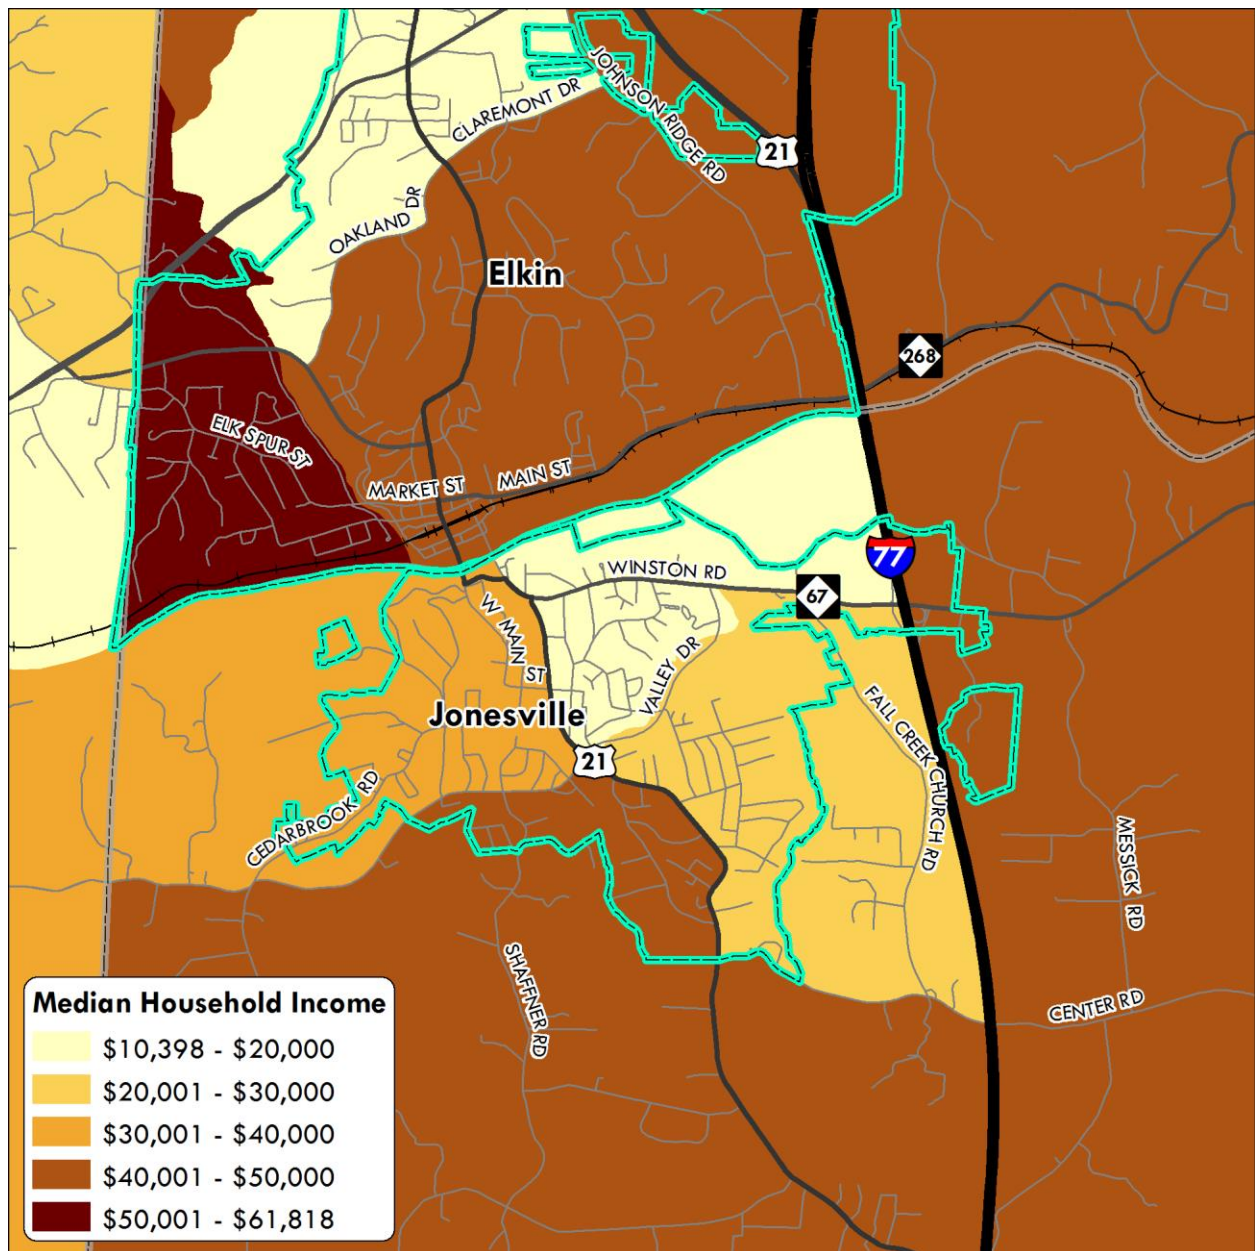 CLAREMONT DR
JOHNSON RIDGE RD
21
OAKLAND DR
Elkin
268
ELK SPUR ST
MARKET ST
MAIN ST
77
WINSTON RD
67
W MAIN ST
VALLEY DR
Jonesville
FALL CREEK CHURCH RD
21
CEDARBROOK RD
MESSICK RD
SHAFFNER RD
CENTER RD
Median Household Income
$10,398 - $20,000
$20,001 - $30,000
$30,001 - $40,000
$40,001 - $50,000
$50,001 - $61,818